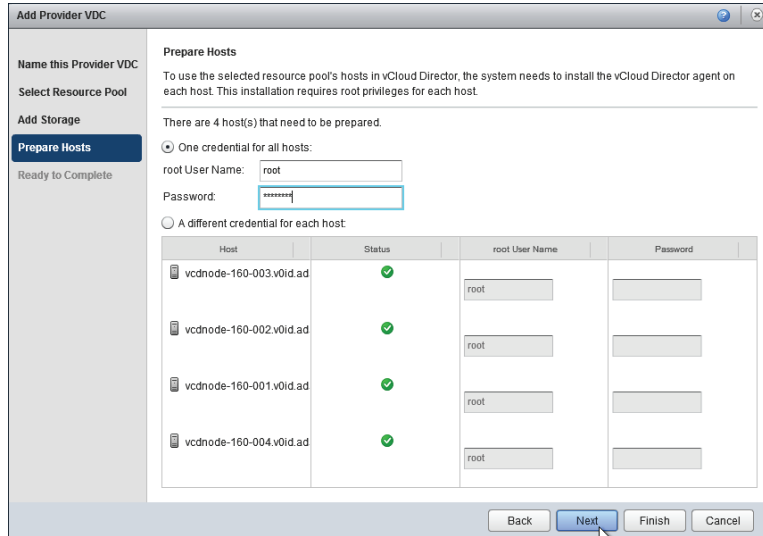 Add Provider VDC
Name this Provider VDC
Select Resource Pool
Add Storage
Prepare Hosts
Ready to Complete
Prepare Hosts
To use the selected resource pool's hosts in vCloud Director, the system needs to install the vCloud Director agent on
each host. This installation requires root privileges for each host.
There are 4 host(s) that need to be prepared.
One credential for all hosts:
root User Name: root
Password: ********
A different credential for each host:
Host Status root User Name Password
vcdnode-160-003.v0id.ad
root
vcdnode-160-002.v0id.ad
root
vcdnode-160-001.v0id.ad
root
vcdnode-160-004.v0id.ad
root
Back Next Finish Cancel